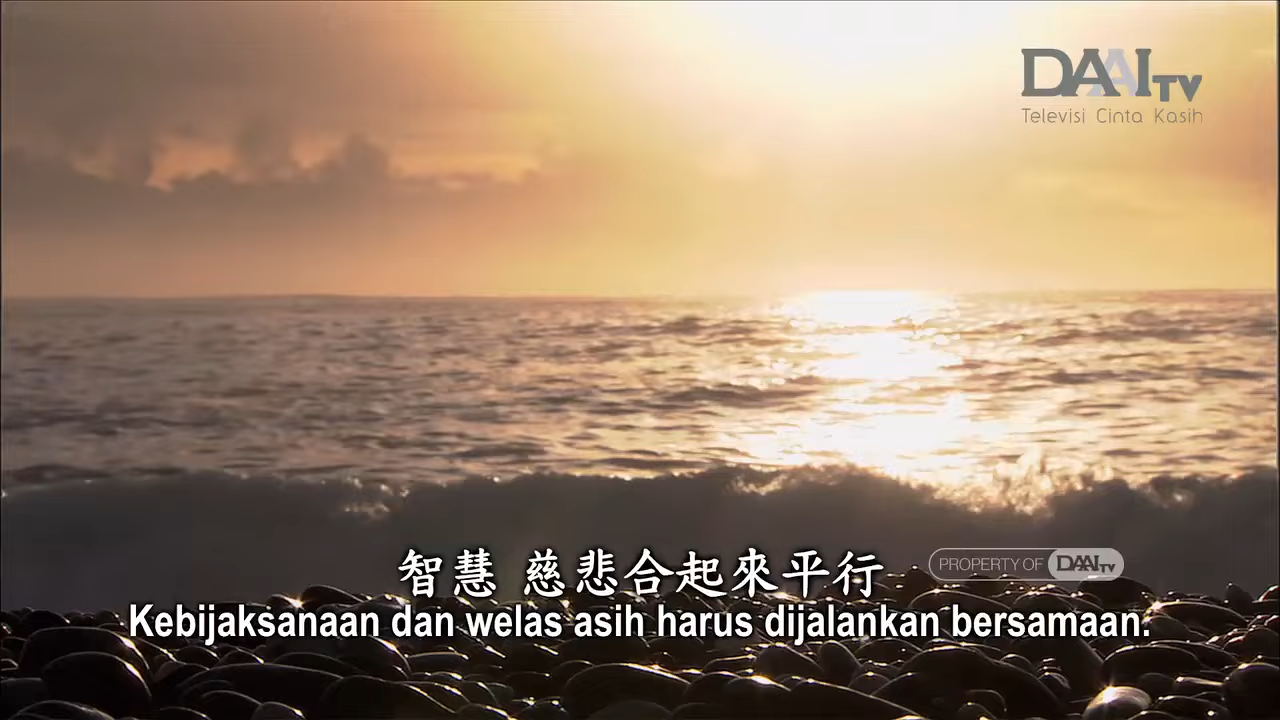 DAAI TV
Televisi Cinta Kasih
智慧 慈悲合起來平行
PROPERTY OF DAAI TV
Kebijaksanaan dan welas asih harus dijalankan bersamaan.